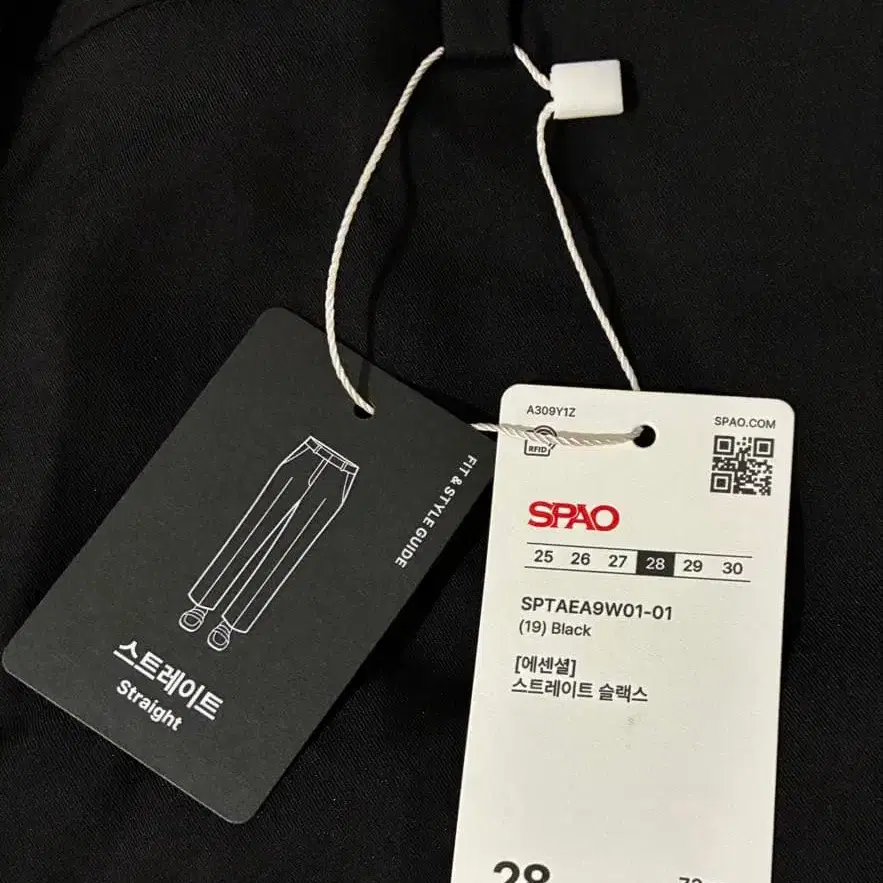 FIT & STYLE GUIDE
스트레이트
Straight
A309Y1Z
SPAO.COM
RFID
SPAO
25 26 27 28 29 30
SPTAEA9W01-01
(19) Black
[에센셜]
스트레이트 슬랙스
28